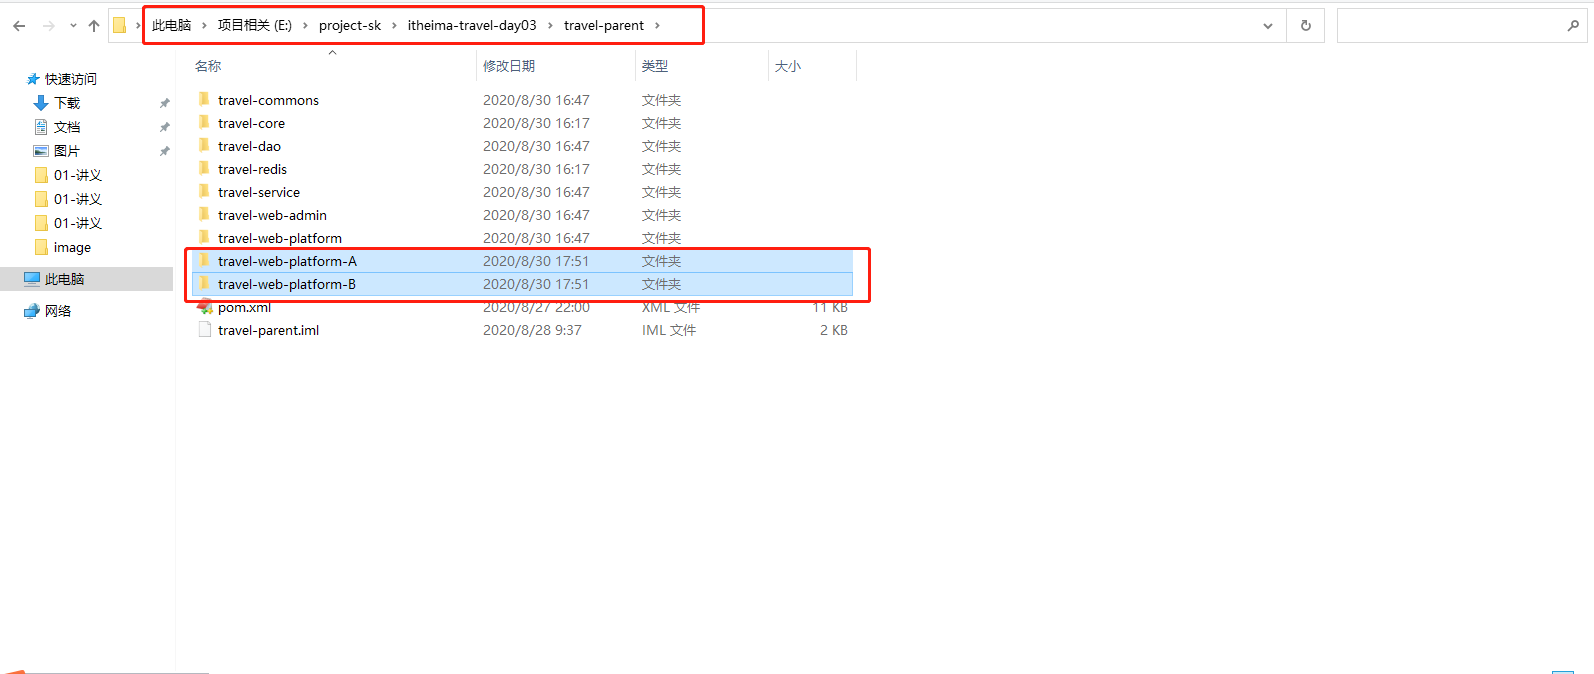 此电脑 › 项目相关 (E:) › project-sk › itheima-travel-day03 › travel-parent ›
名称 修改日期 类型 大小
快速访问
下载
文档
图片
01-讲义
01-讲义
01-讲义
image
此电脑
网络
travel-commons 2020/8/30 16:47 文件夹
travel-core 2020/8/30 16:17 文件夹
travel-dao 2020/8/30 16:47 文件夹
travel-redis 2020/8/30 16:17 文件夹
travel-service 2020/8/30 16:47 文件夹
travel-web-admin 2020/8/30 16:47 文件夹
travel-web-platform 2020/8/30 16:47 文件夹
travel-web-platform-A 2020/8/30 17:51 文件夹
travel-web-platform-B 2020/8/30 17:51 文件夹
pom.xml 2020/8/27 22:00 XML 文件 11 KB
travel-parent.iml 2020/8/28 9:37 IML 文件 2 KB